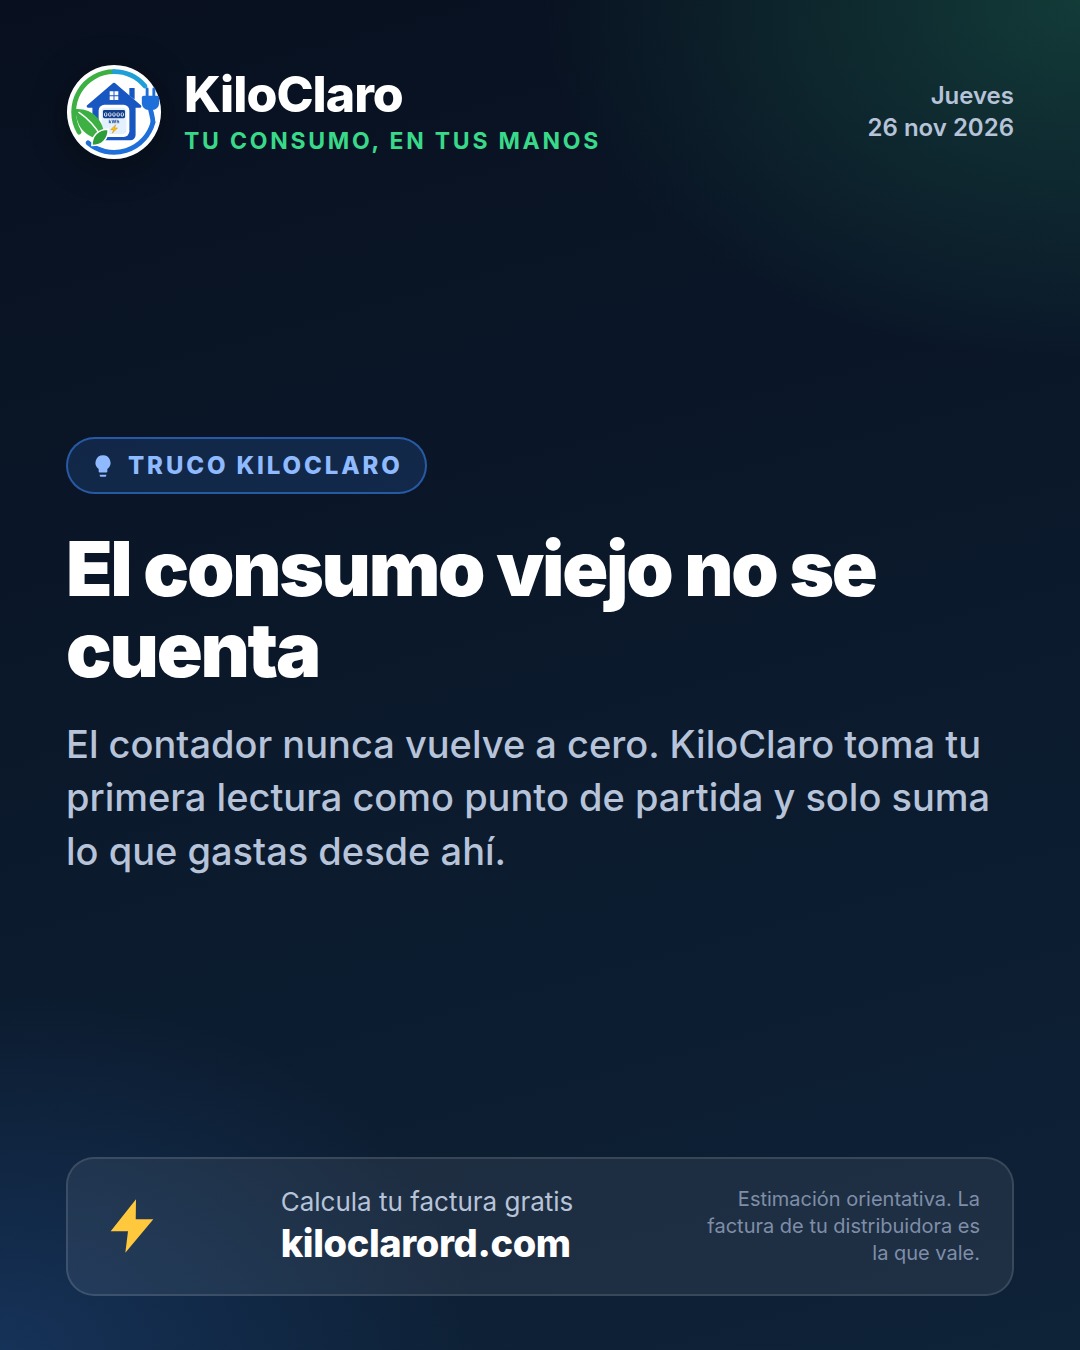 KiloClaro
TU CONSUMO, EN TUS MANOS
Jueves
26 nov 2026
TRUCO KILOCLARO
El consumo viejo no se
cuenta
El contador nunca vuelve a cero. KiloClaro toma tu
primera lectura como punto de partida y solo suma
lo que gastas desde ahí.
Calcula tu factura gratis
kiloclarord.com
Estimación orientativa. La
factura de tu distribuidora es
la que vale.